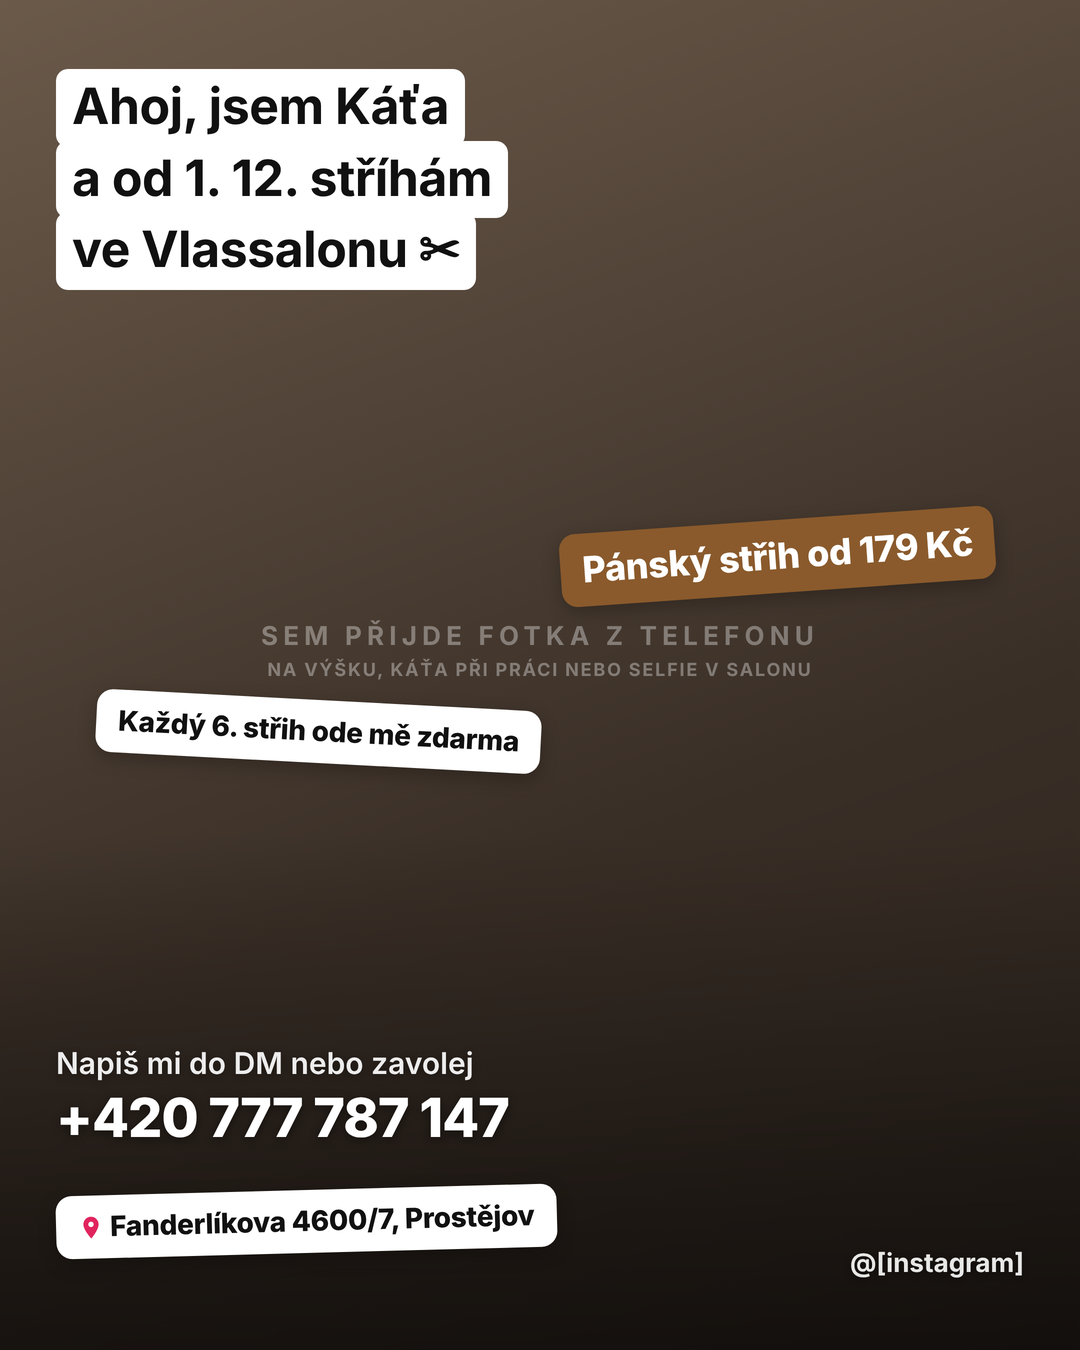 Ahoj, jsem Káťa
a od 1. 12. stříhám
ve Vlassalonu ✂
Pánský střih od 179 Kč
SEM PŘIJDE FOTKA Z TELEFONU
NA VÝŠKU, KÁŤA PŘI PRÁCI NEBO SELFIE V SALONU
Každý 6. střih ode mě zdarma
Napiš mi do DM nebo zavolej
+420 777 787 147
Fanderlíkova 4600/7, Prostějov
@[instagram]